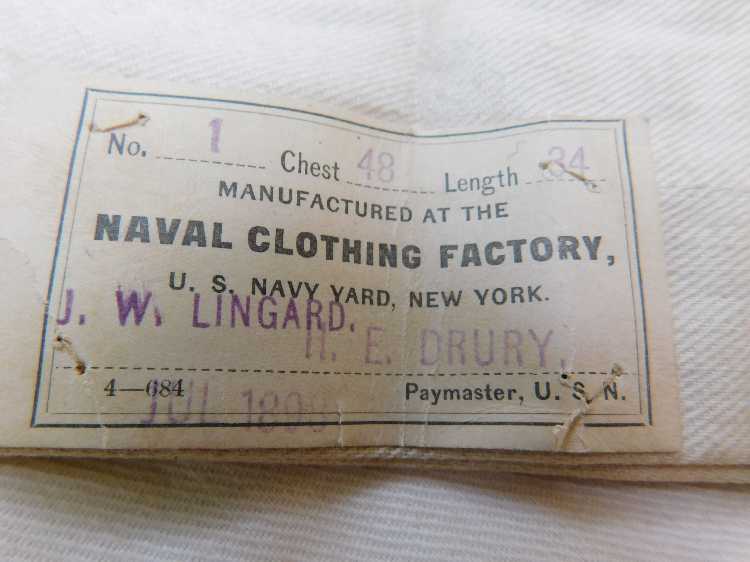 No. 1 Chest 48 Length 34
MANUFACTURED AT THE
NAVAL CLOTHING FACTORY,
U. S. NAVY YARD, NEW YORK.
J. W. LINGARD.
H. E. DRURY,
4—684 Paymaster, U. S. N.
JUL